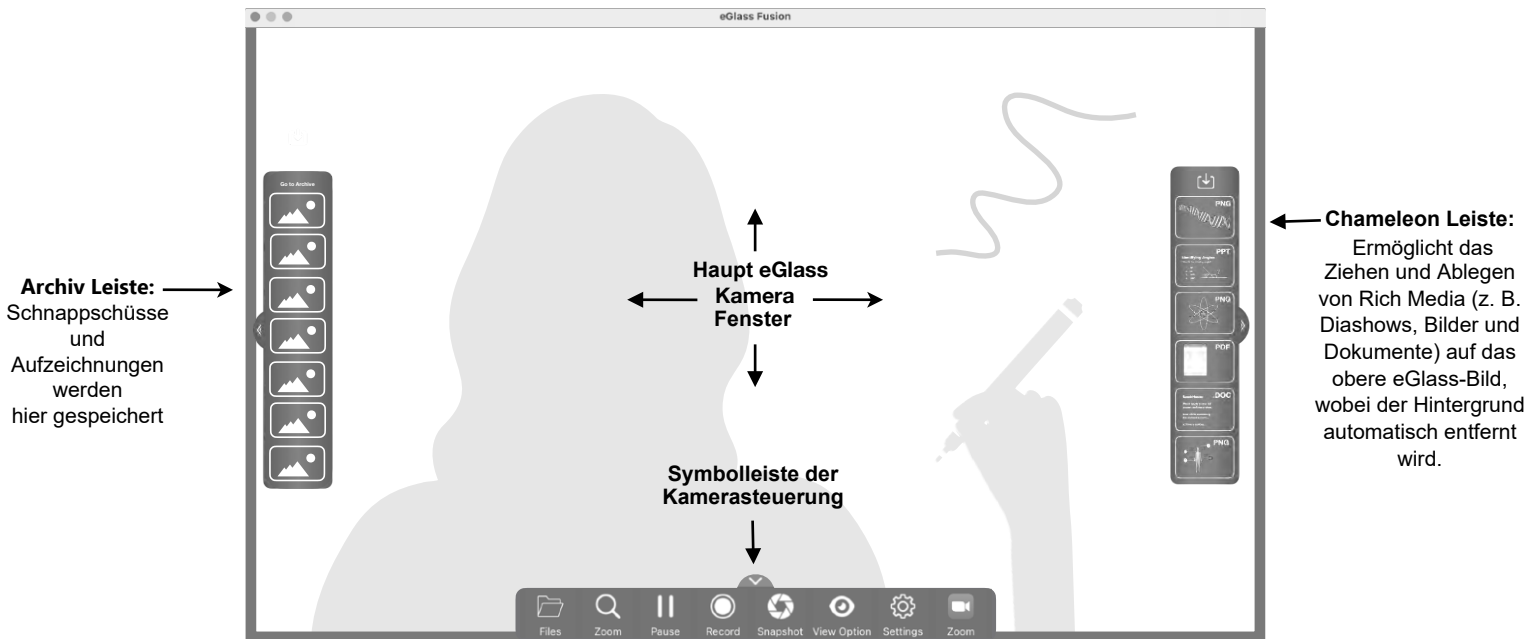 eGlass Fusion
Go to Archive
Archiv Leiste:
Schnappschüsse
und
Aufzeichnungen
werden
hier gespeichert
Haupt eGlass
Kamera
Fenster
Symbolleiste der
Kamerasteuerung
PNG
PPT
Identifying Angles
PNG
PDF
DOC
PNG
Chameleon Leiste:
Ermöglicht das
Ziehen und Ablegen
von Rich Media (z. B.
Diashows, Bilder und
Dokumente) auf das
obere eGlass-Bild,
wobei der Hintergrund
automatisch entfernt
wird.
Files Zoom Pause Record Snapshot View Option Settings Zoom